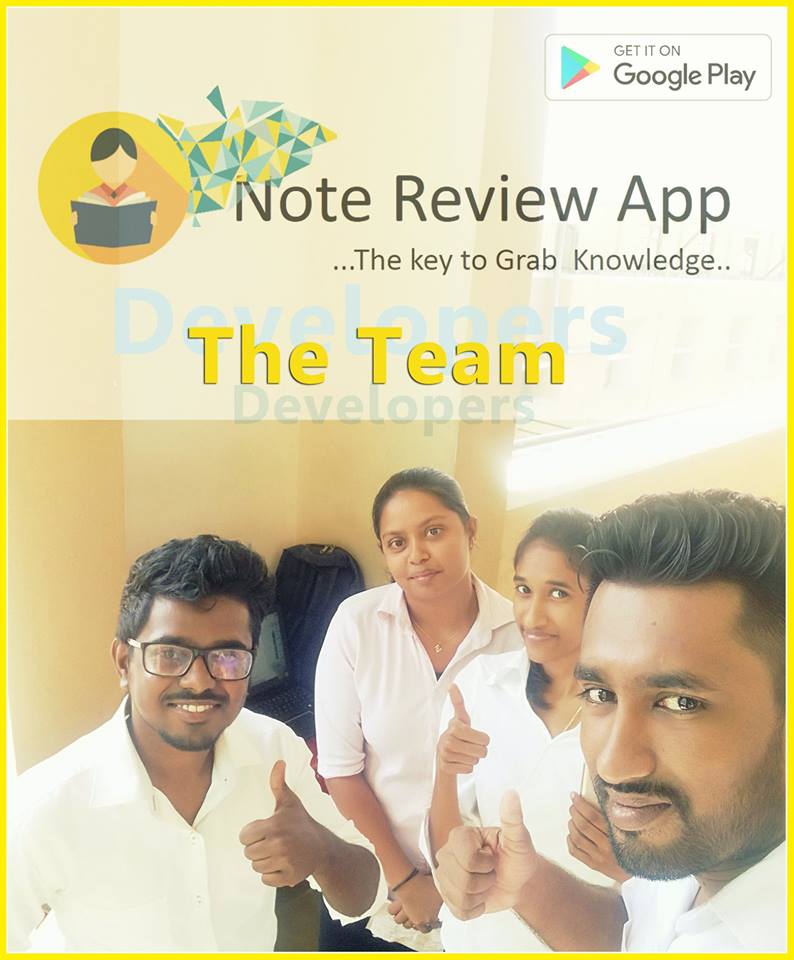 GET IT ON
Google Play
Note Review App
...The key to Grab Knowledge..
Developers
The Team
Developers